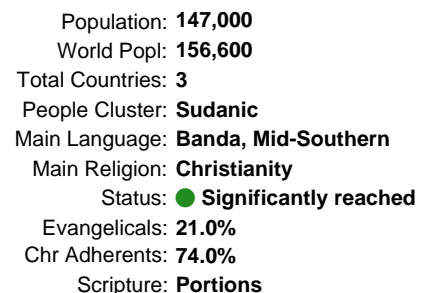 Population: 147,000
World Popl: 156,600
Total Countries: 3
People Cluster: Sudanic
Main Language: Banda, Mid-Southern
Main Religion: Christianity
Status: Significantly reached
Evangelicals: 21.0%
Chr Adherents: 74.0%
Scripture: Portions